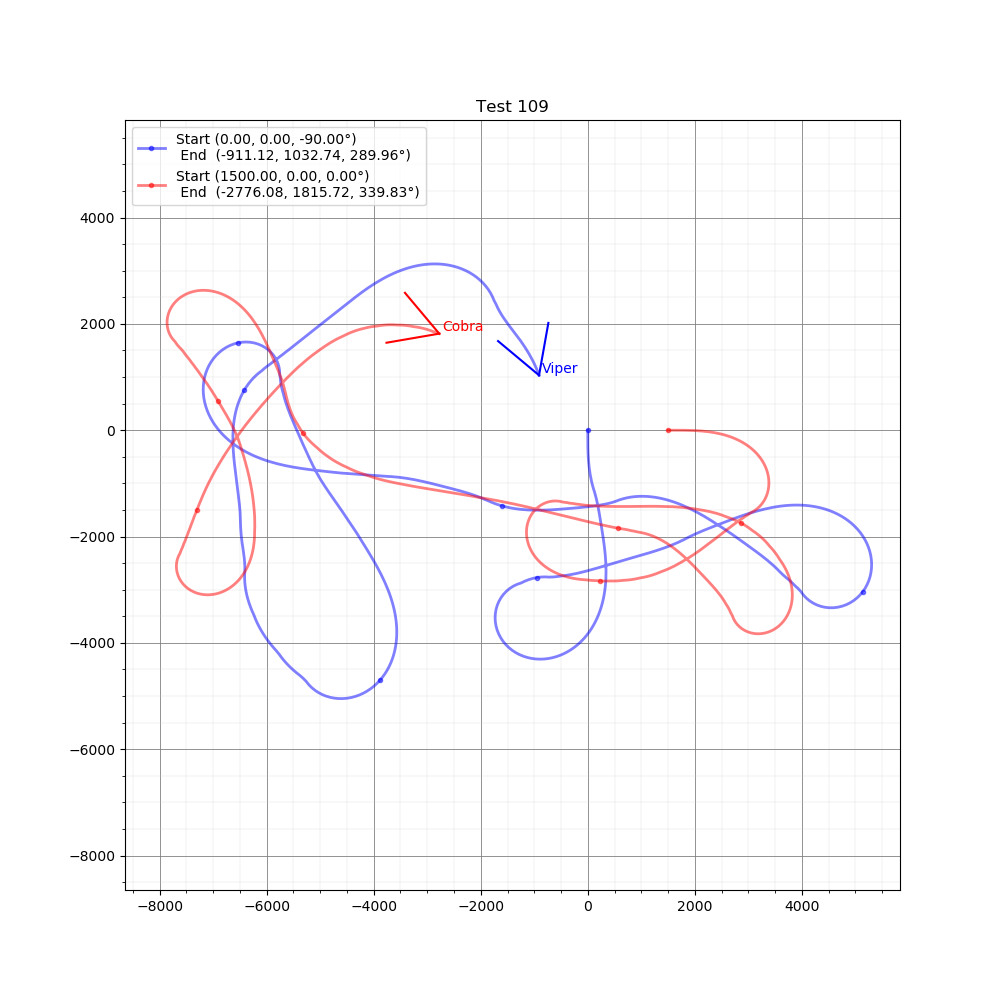 Test 109
Start (0.00, 0.00, -90.00°)
End  (-911.12, 1032.74, 289.96°)
Start (1500.00, 0.00, 0.00°)
End  (-2776.08, 1815.72, 339.83°)
4000
2000
0
−2000
−4000
−6000
−8000
Cobra
Viper
−8000 −6000 −4000 −2000 0 2000 4000